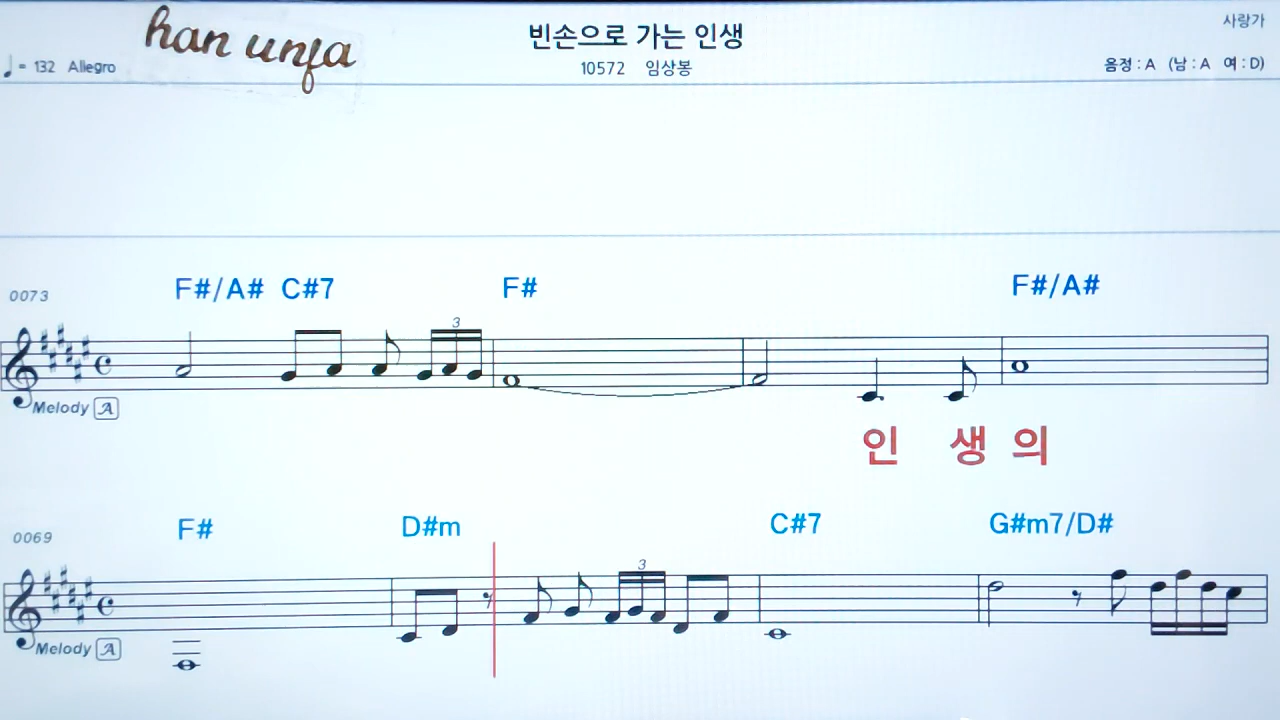 han unfa
빈손으로 가는 인생
사랑가
♩= 132 Allegro
10572 임상봉
음정 : A (남 : A 여 : D)
0073
F#/A# C#7 F# F#/A#
3
Melody A
인 생 의
0069
F# D#m C#7 G#m7/D#
3
Melody A